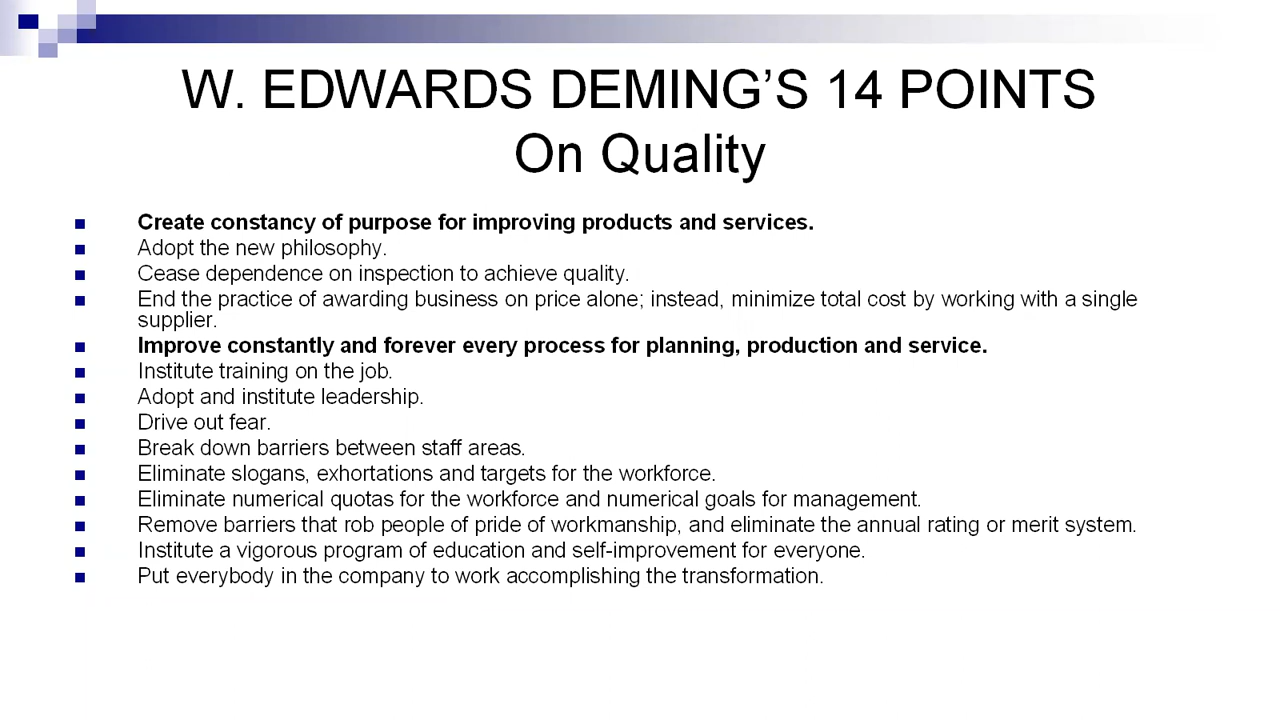 W. EDWARDS DEMING’S 14 POINTS
On Quality
Create constancy of purpose for improving products and services.
Adopt the new philosophy.
Cease dependence on inspection to achieve quality.
End the practice of awarding business on price alone; instead, minimize total cost by working with a single
supplier.
Improve constantly and forever every process for planning, production and service.
Institute training on the job.
Adopt and institute leadership.
Drive out fear.
Break down barriers between staff areas.
Eliminate slogans, exhortations and targets for the workforce.
Eliminate numerical quotas for the workforce and numerical goals for management.
Remove barriers that rob people of pride of workmanship, and eliminate the annual rating or merit system.
Institute a vigorous program of education and self-improvement for everyone.
Put everybody in the company to work accomplishing the transformation.